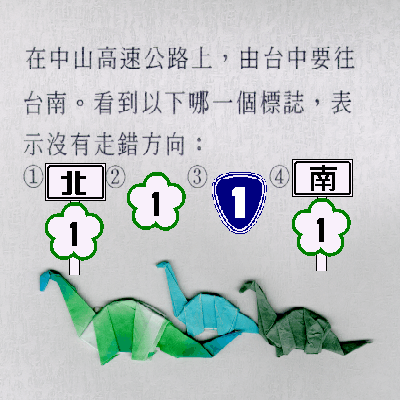 在中山高速公路上，由台中要往
台南。看到以下哪一個標誌，表
示沒有走錯方向：
① 北 ② ③ ④ 南
1 1 1 1